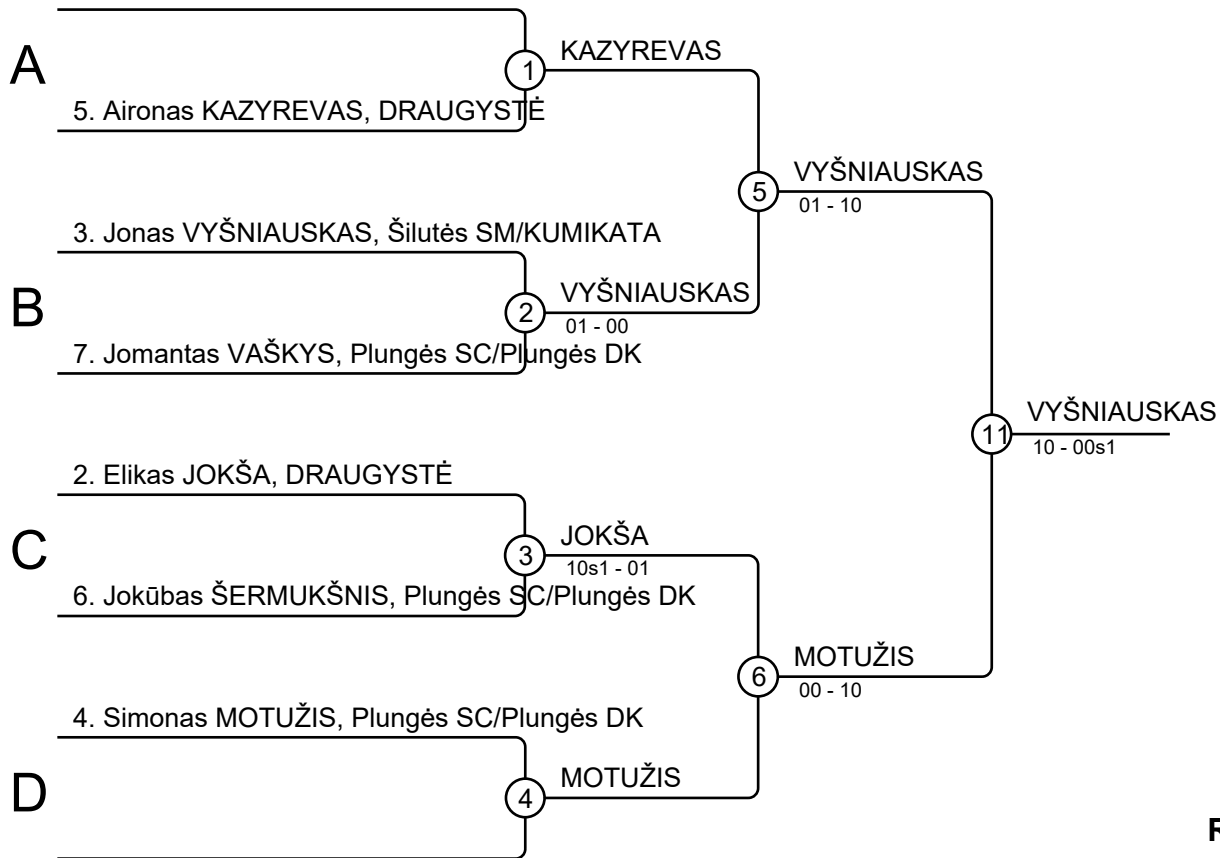 A
1
KAZYREVAS
5. Aironas KAZYREVAS, DRAUGYSTĖ
5
VYŠNIAUSKAS
01 - 10
3. Jonas VYŠNIAUSKAS, Šilutės SM/KUMIKATA
B
2
VYŠNIAUSKAS
01 - 00
7. Jomantas VAŠKYS, Plungės SC/Plungės DK
11
VYŠNIAUSKAS
10 - 00s1
2. Elikas JOKŠA, DRAUGYSTĖ
C
3
JOKŠA
10s1 - 01
6. Jokūbas ŠERMUKŠNIS, Plungės SC/Plungės DK
6
MOTUŽIS
00 - 10
4. Simonas MOTUŽIS, Plungės SC/Plungės DK
D
4
MOTUŽIS
R